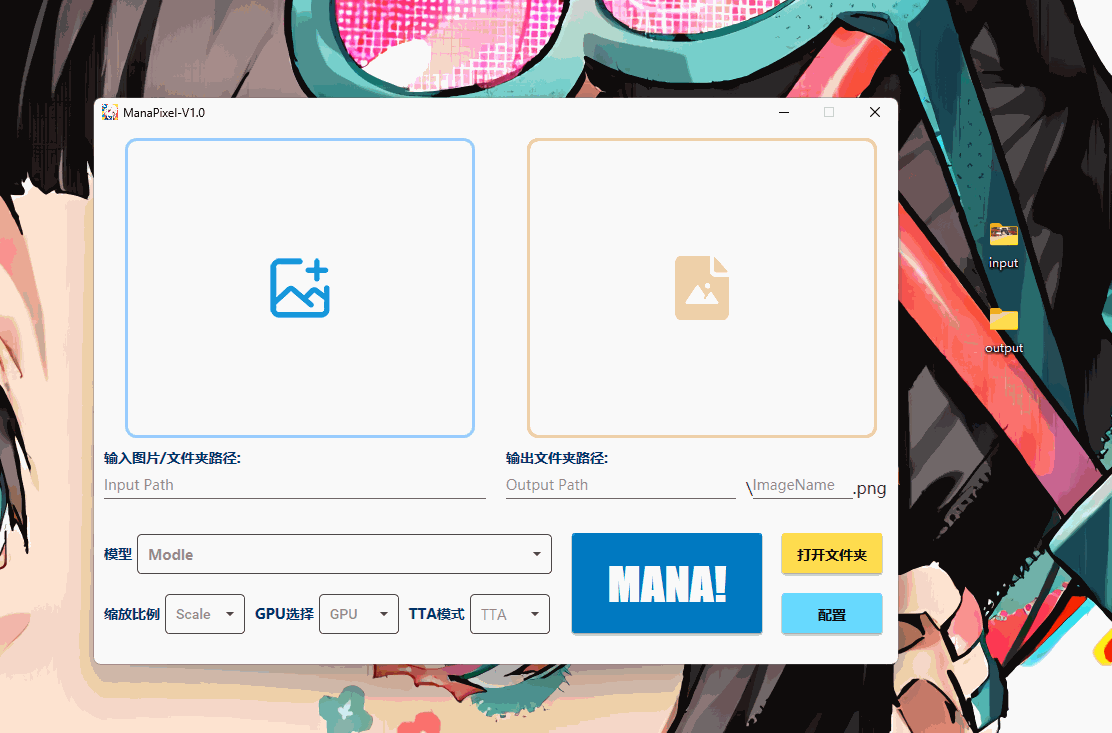 ManaPixel-V1.0
input
output
输入图片/文件夹路径:
Input Path
输出文件夹路径:
Output Path
\ImageName.png
模型
Modle
MANA!
打开文件夹
缩放比例
Scale
GPU选择
GPU
TTA模式
TTA
配置